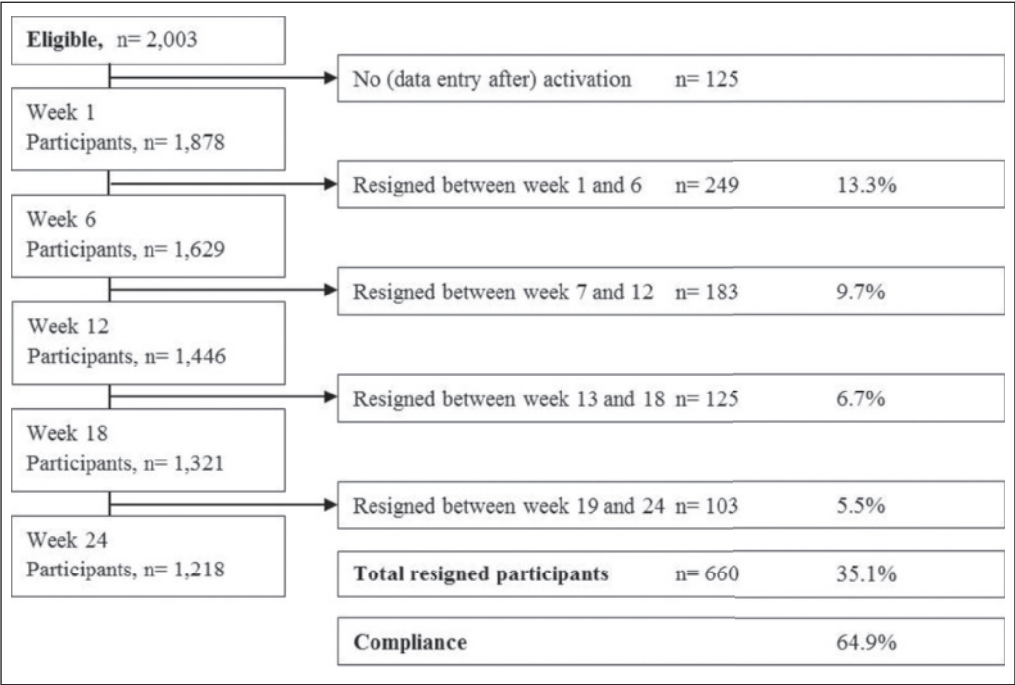 Eligible, n= 2,003
No (data entry after) activation n= 125
Week 1
Participants, n= 1,878
Resigned between week 1 and 6 n= 249 13.3%
Week 6
Participants, n= 1,629
Resigned between week 7 and 12 n= 183 9.7%
Week 12
Participants, n= 1,446
Resigned between week 13 and 18 n= 125 6.7%
Week 18
Participants, n= 1,321
Resigned between week 19 and 24 n= 103 5.5%
Week 24
Participants, n= 1,218
Total resigned participants n= 660 35.1%
Compliance 64.9%